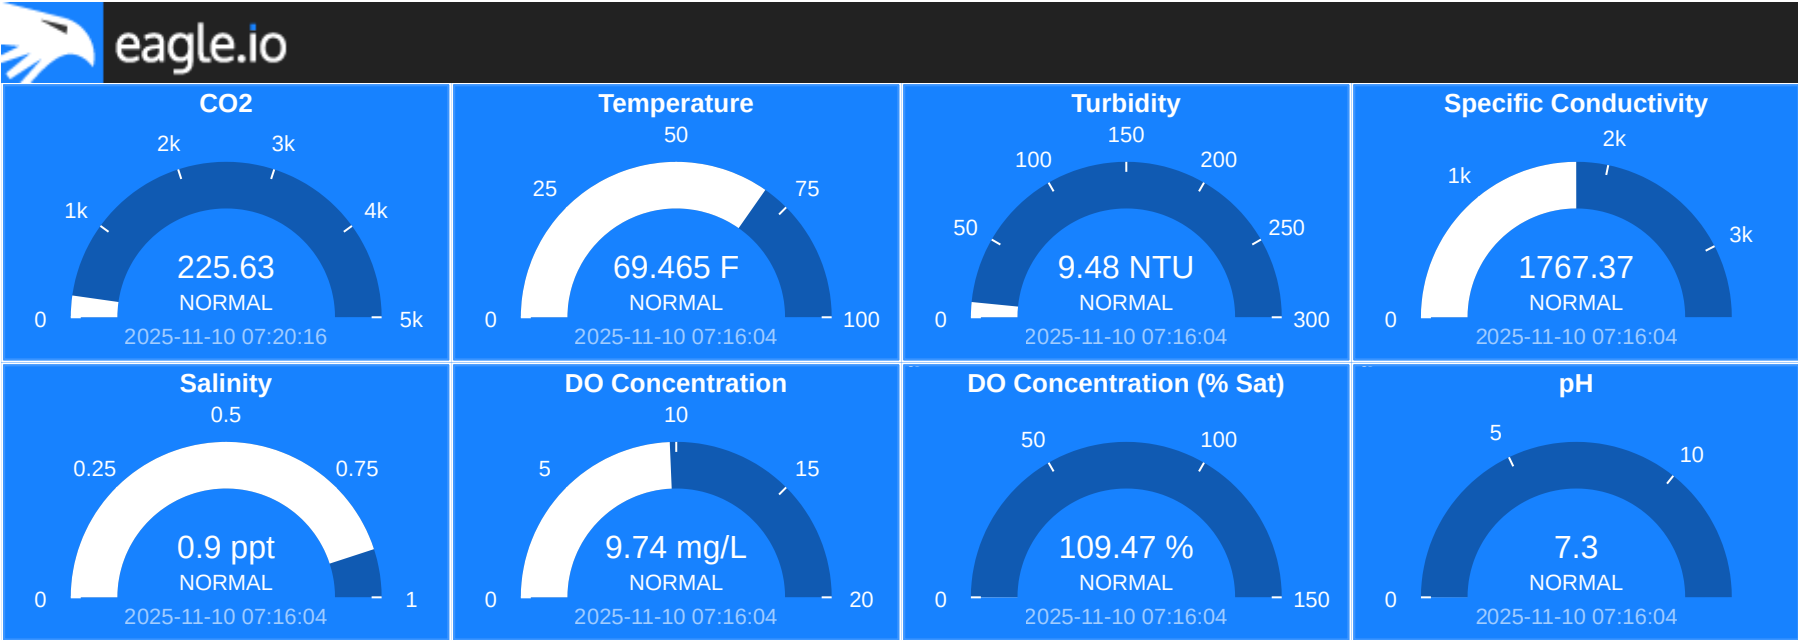 eagle.io
CO2
2k
3k
1k
4k
225.63
NORMAL
0
5k
2025-11-10 07:20:16
Temperature
50
25
75
69.465 F
NORMAL
0
100
2025-11-10 07:16:04
Turbidity
150
100
200
50
250
9.48 NTU
NORMAL
0
300
2025-11-10 07:16:04
Specific Conductivity
2k
1k
3k
1767.37
NORMAL
0
2025-11-10 07:16:04
Salinity
0.5
0.25
0.75
0.9 ppt
NORMAL
0
1
2025-11-10 07:16:04
DO Concentration
10
5
15
9.74 mg/L
NORMAL
0
20
2025-11-10 07:16:04
DO Concentration (% Sat)
50
100
109.47 %
NORMAL
0
150
2025-11-10 07:16:04
pH
5
10
7.3
NORMAL
0
2025-11-10 07:16:04